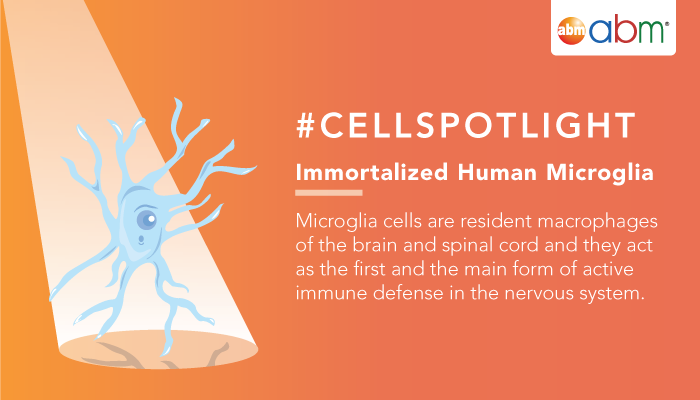 abm abm®
#CELLSPOTLIGHT
Immortalized Human Microglia
Microglia cells are resident macrophages
of the brain and spinal cord and they act
as the first and the main form of active
immune defense in the nervous system.